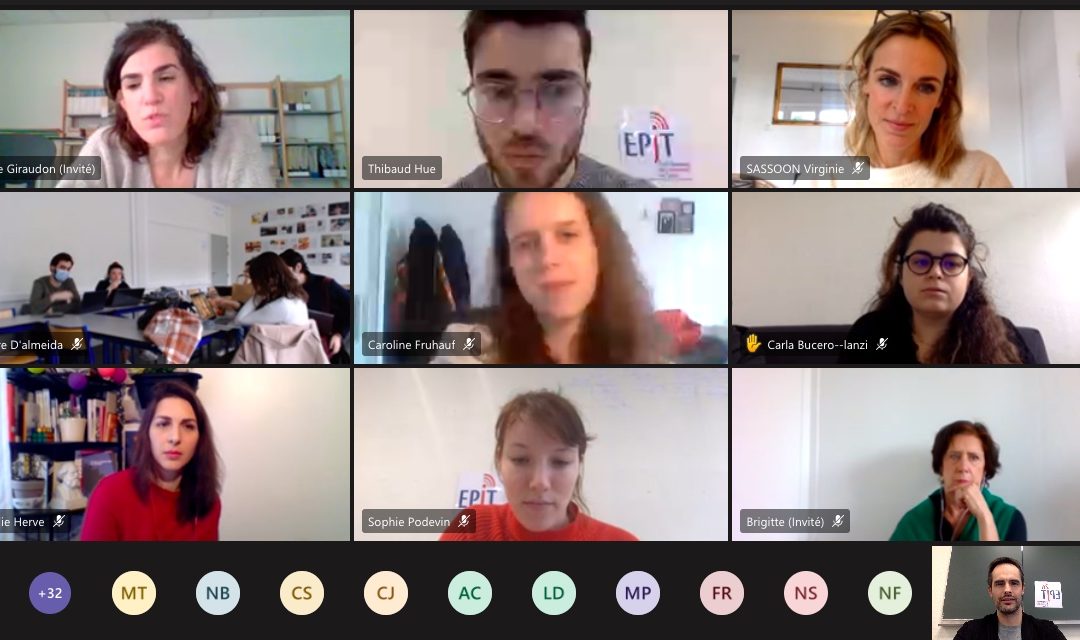 e Giraudon (Invité)
Thibaud Hue
EPIT
SASSOON Virginie
e D'almeida
Caroline Fruhauf
Carla Bucero--lanzi
ie Herve
EPIT
Sophie Podevin
Brigitte (Invité)
+32
MT
NB
CS
CJ
AC
LD
MP
FR
NS
NF
EPIT